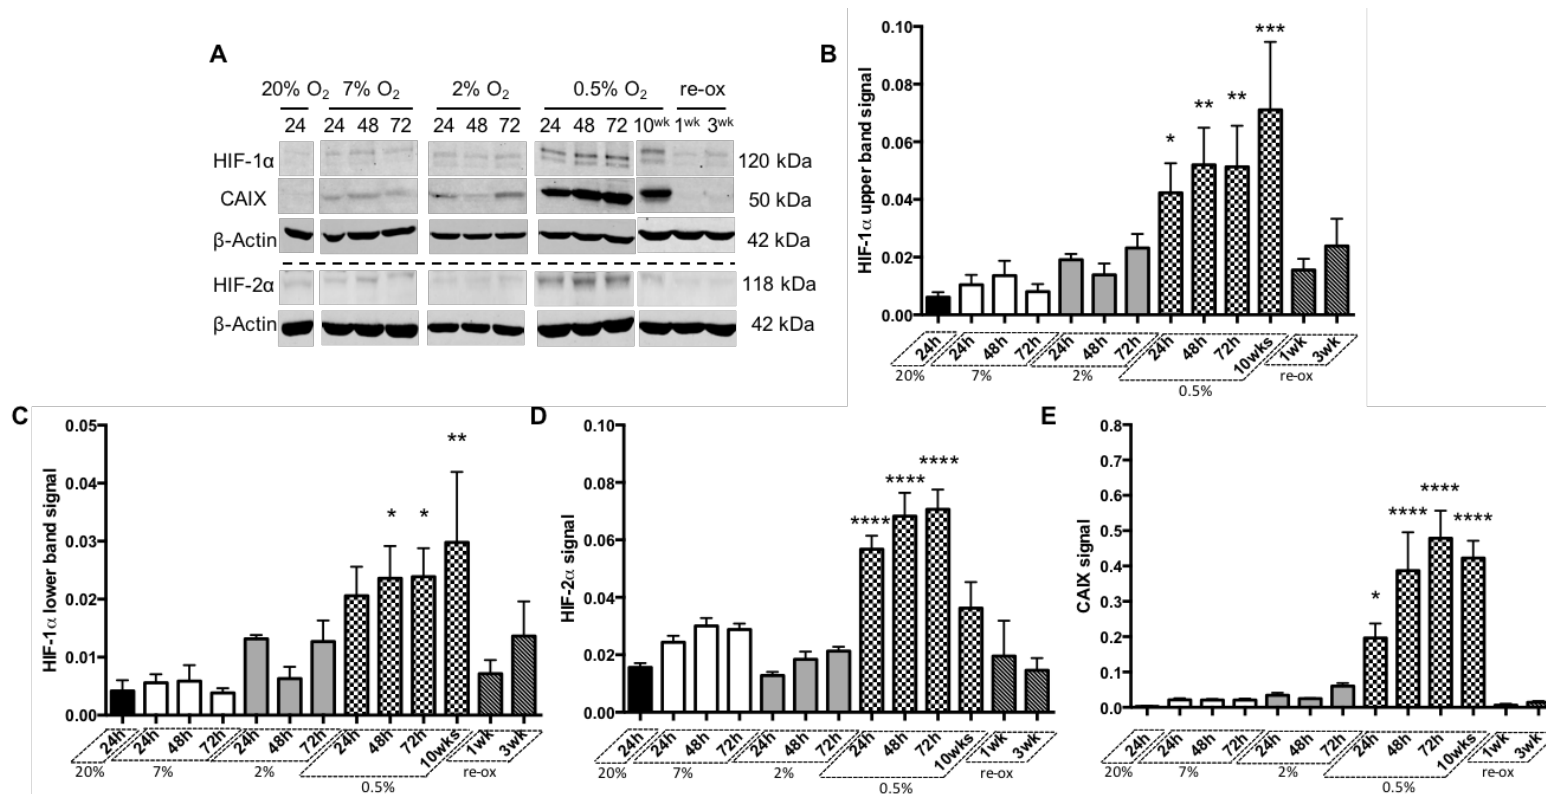 A
20% O2 7% O2 2% O2 0.5% O2 re-ox
24 24 48 72 24 48 72 24 48 72 10wk 1wk 3wk
HIF-1α 120 kDa
CAIX 50 kDa
β-Actin 42 kDa
HIF-2α 118 kDa
β-Actin 42 kDa
B
HIF-1α upper band signal
0.10
0.08
0.06
0.04
0.02
0.00
* ** ** ***
24h 24h 48h 72h 24h 48h 72h 24h 48h 72h 10wks 1wk 3wk
20% 7% 2% 0.5% re-ox
C
HIF-1α lower band signal
0.05
0.04
0.03
0.02
0.01
0.00
* * **
24h 24h 48h 72h 24h 48h 72h 24h 48h 72h 10wks 1wk 3wk
20% 7% 2% 0.5% re-ox
D
HIF-2α signal
0.10
0.08
0.06
0.04
0.02
0.00
**** **** ****
24h 24h 48h 72h 24h 48h 72h 24h 48h 72h 10wks 1wk 3wk
20% 7% 2% 0.5% re-ox
E
CAIX signal
0.8
0.7
0.6
0.5
0.4
0.3
0.2
0.1
0.0
* **** **** ****
24h 24h 48h 72h 24h 48h 72h 24h 48h 72h 10wks 1wk 3wk
20% 7% 2% 0.5% re-ox